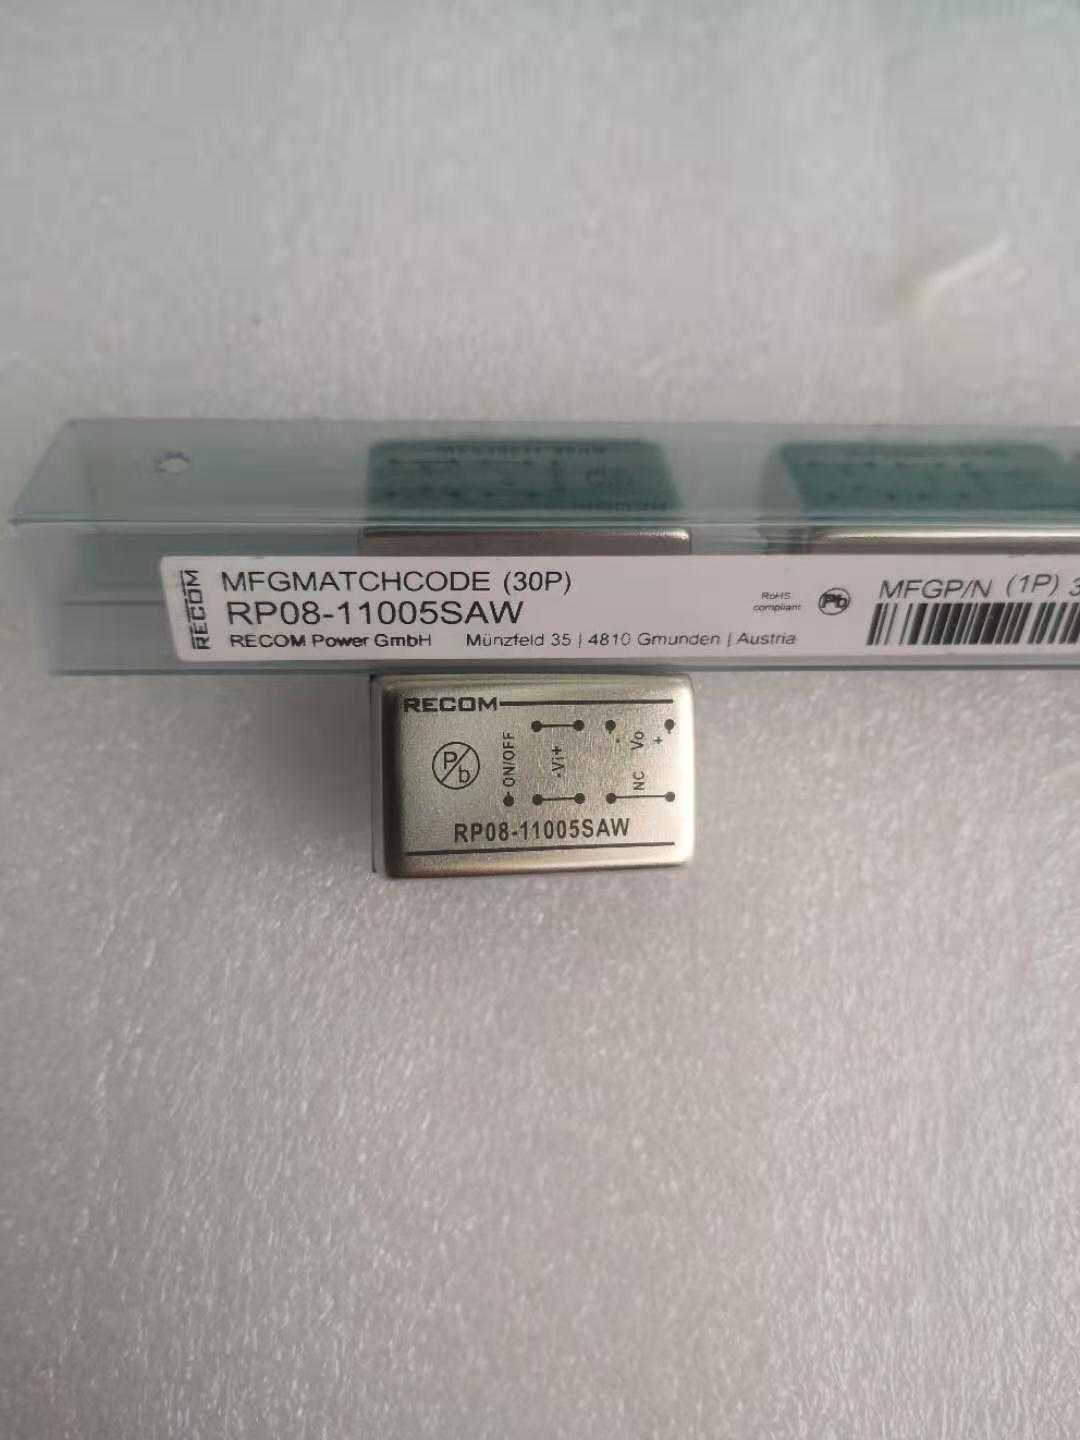 RECOM
MFGMATCHCODE (30P)
RP08-11005SAW
RECOM Power GmbH Münzfeld 35 | 4810 Gmunden | Austria
RoHS
compliant
Pb
MFGP/N (1P) 3
RECOM
Pb
ON/OFF
-Vi+
- Vo +
NC
RP08-11005SAW